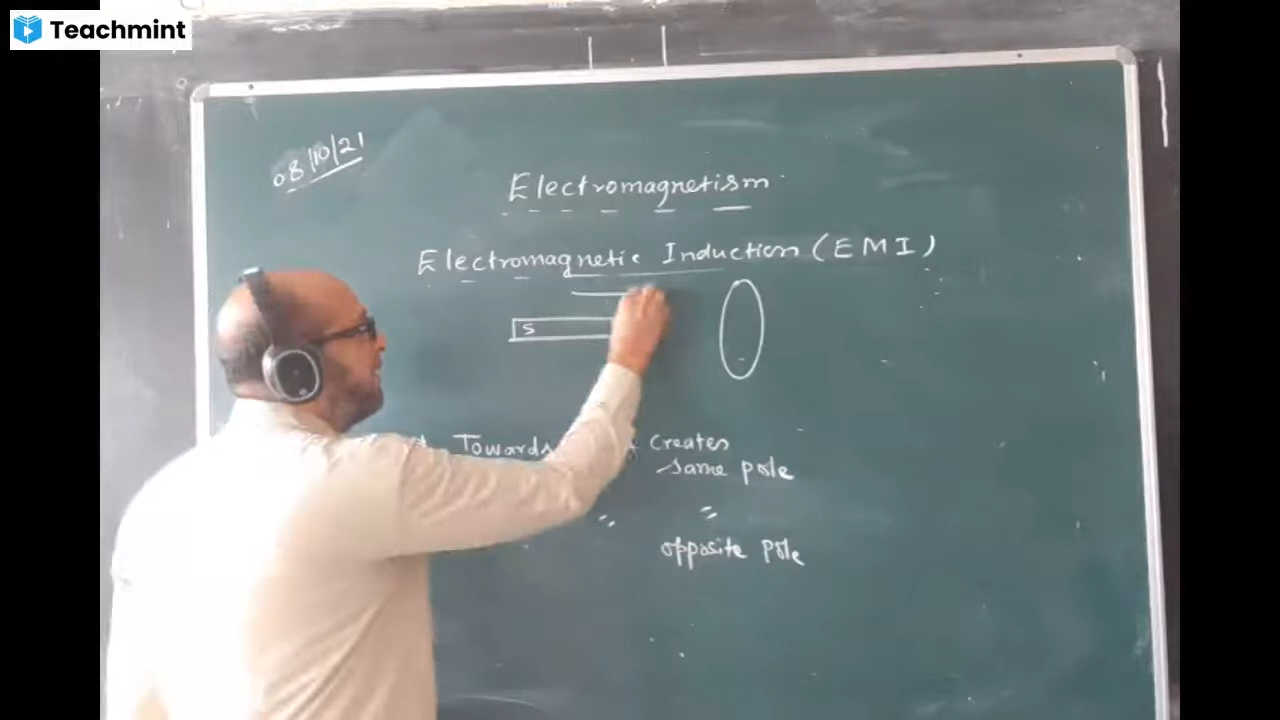 Teachmint
08/10/21
Electromagnetism
Electromagnetic Induction (EMI)
S
Towards creates
same pole
〃 〃
opposite pole